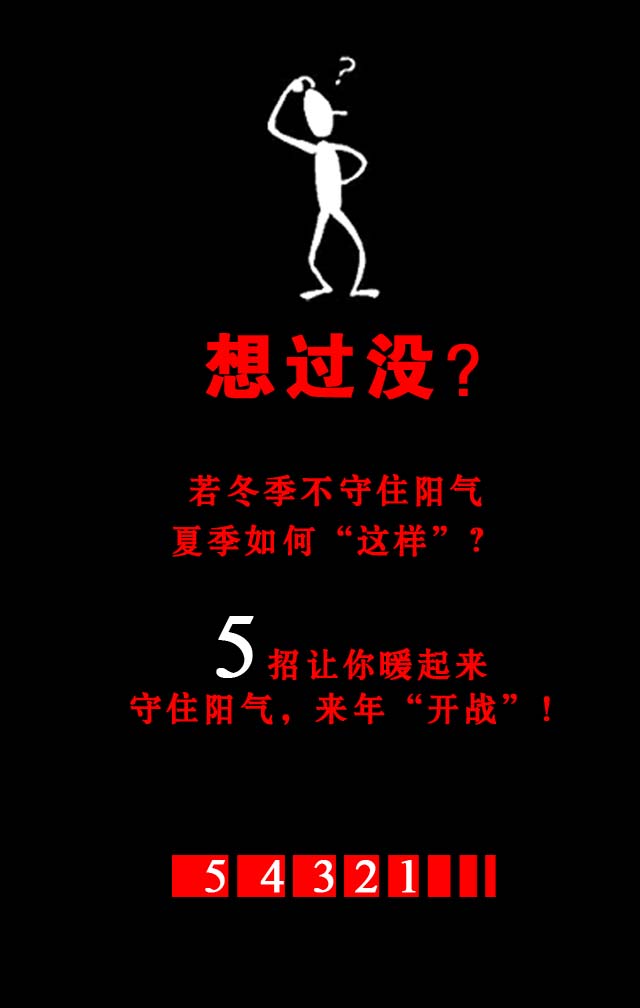 ?
想过没？
若冬季不守住阳气
夏季如何“这样”？
5招让你暖起来
守住阳气，来年“开战”！
5 4 3 2 1